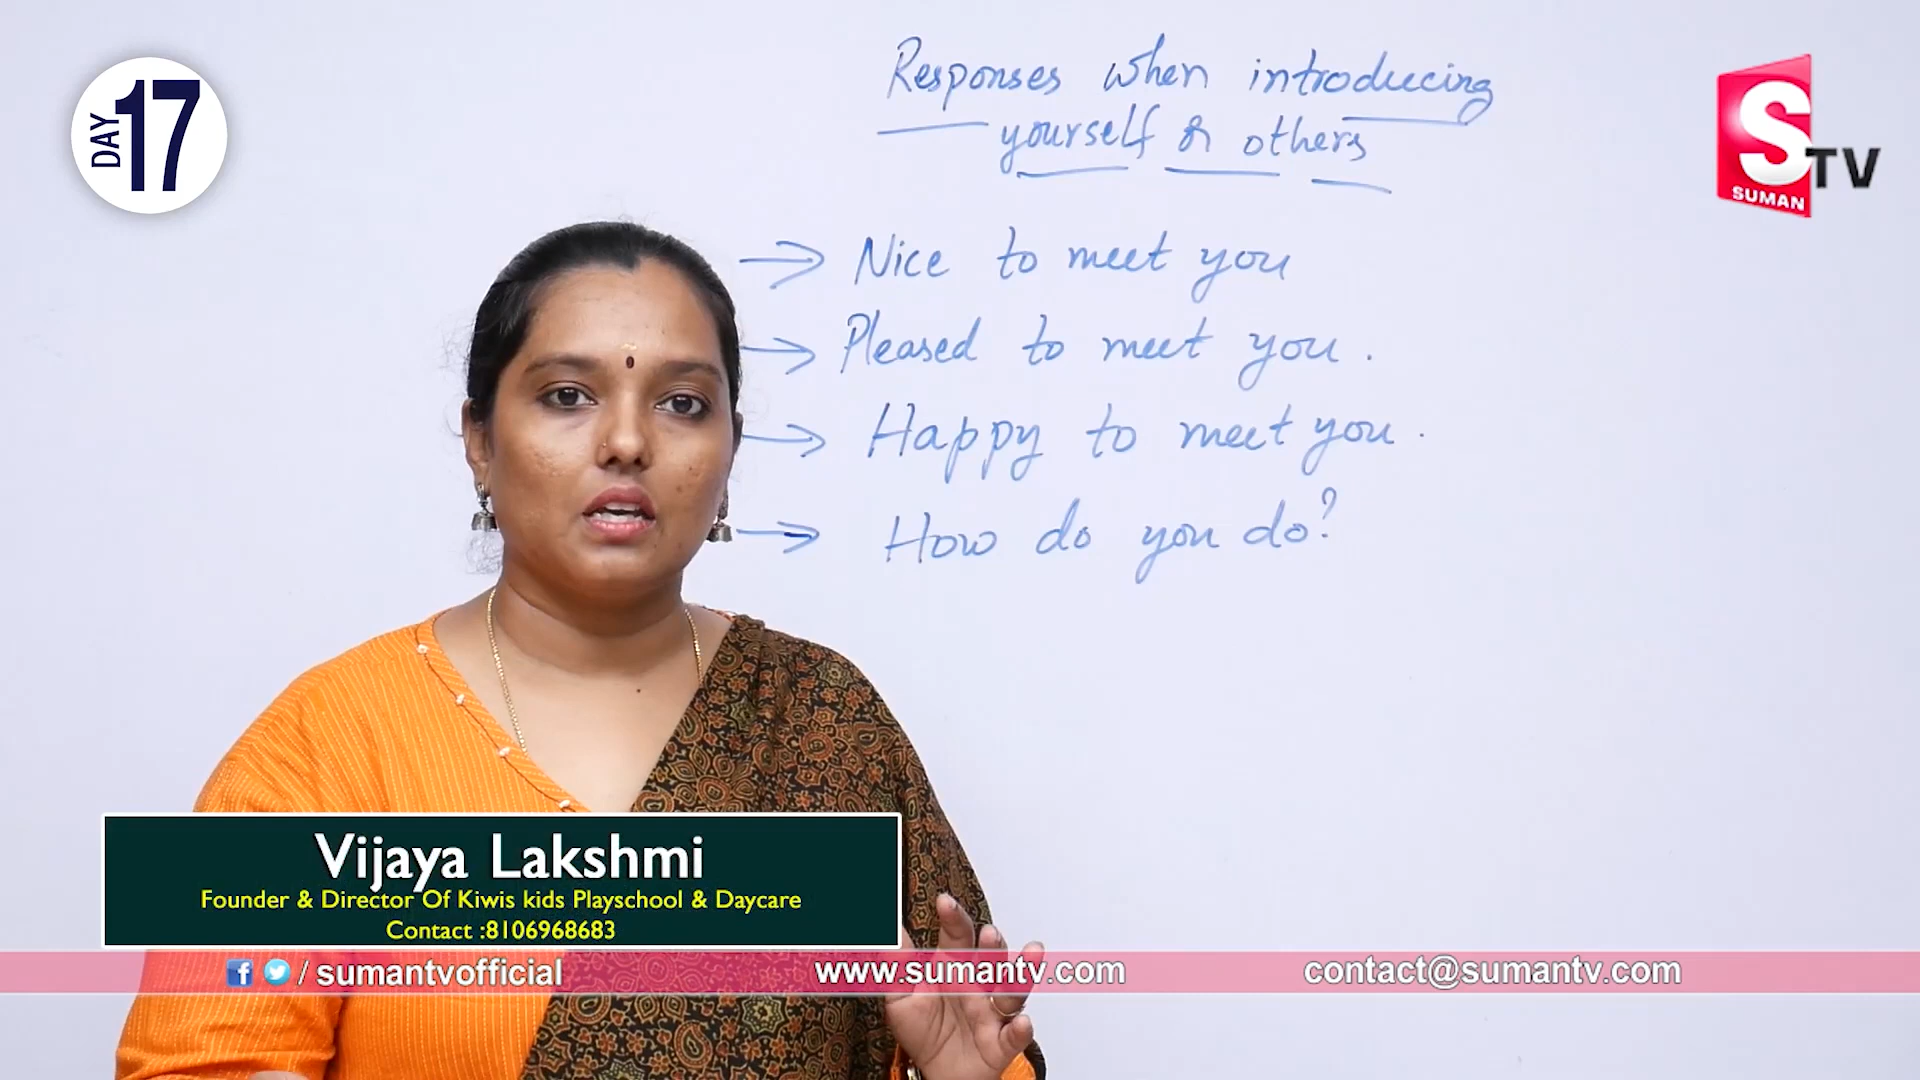 DAY 17
Responses when introducing
yourself & others
S TV
SUMAN
Nice to meet you
Pleased to meet you.
Happy to meet you.
How do you do?
Vijaya Lakshmi
Founder & Director Of Kiwis kids Playschool & Daycare
Contact :8106968683
f / sumantvofficial
www.sumantv.com
contact@sumantv.com